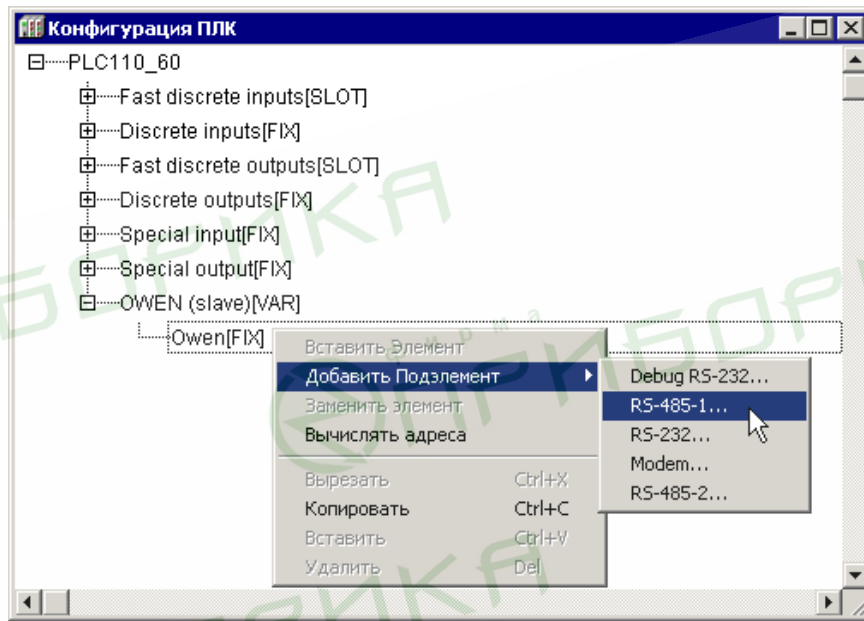 Конфигурация ПЛК
PLC110_60
Fast discrete inputs[SLOT]
Discrete inputs[FIX]
Fast discrete outputs[SLOT]
Discrete outputs[FIX]
Special input[FIX]
Special output[FIX]
OWEN (slave)[VAR]
Owen[FIX]
Вставить Элемент
Добавить Подэлемент
Заменить элемент
Вычислять адреса
Вырезать Ctrl+X
Копировать Ctrl+C
Вставить Ctrl+V
Удалить Del
Debug RS-232...
RS-485-1...
RS-232...
Modem...
RS-485-2...
фирма
ПРИБОРИКА